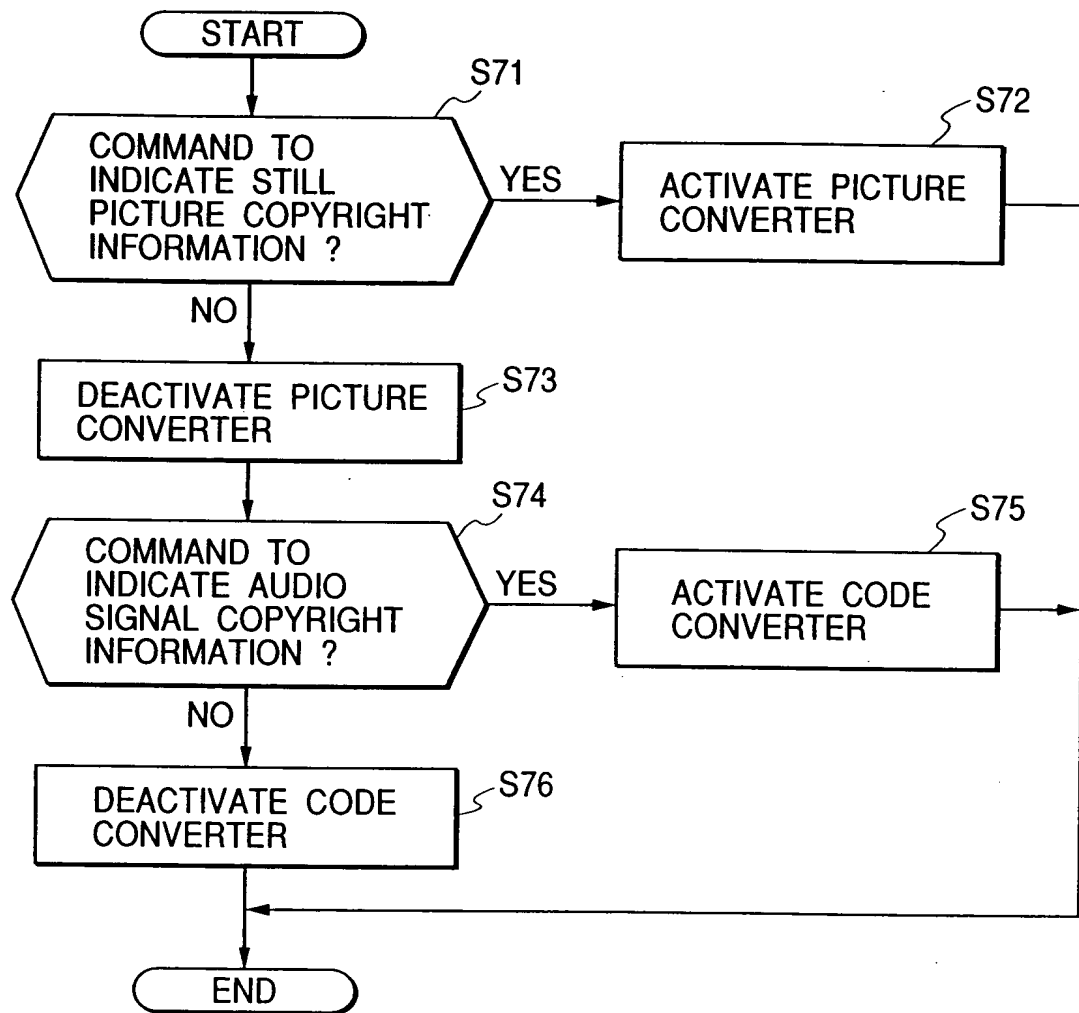 START
S71
COMMAND TO
INDICATE STILL
PICTURE COPYRIGHT
INFORMATION ?
YES
S72
ACTIVATE PICTURE
CONVERTER
NO
S73
DEACTIVATE PICTURE
CONVERTER
S74
COMMAND TO
INDICATE AUDIO
SIGNAL COPYRIGHT
INFORMATION ?
YES
S75
ACTIVATE CODE
CONVERTER
NO
S76
DEACTIVATE CODE
CONVERTER
END